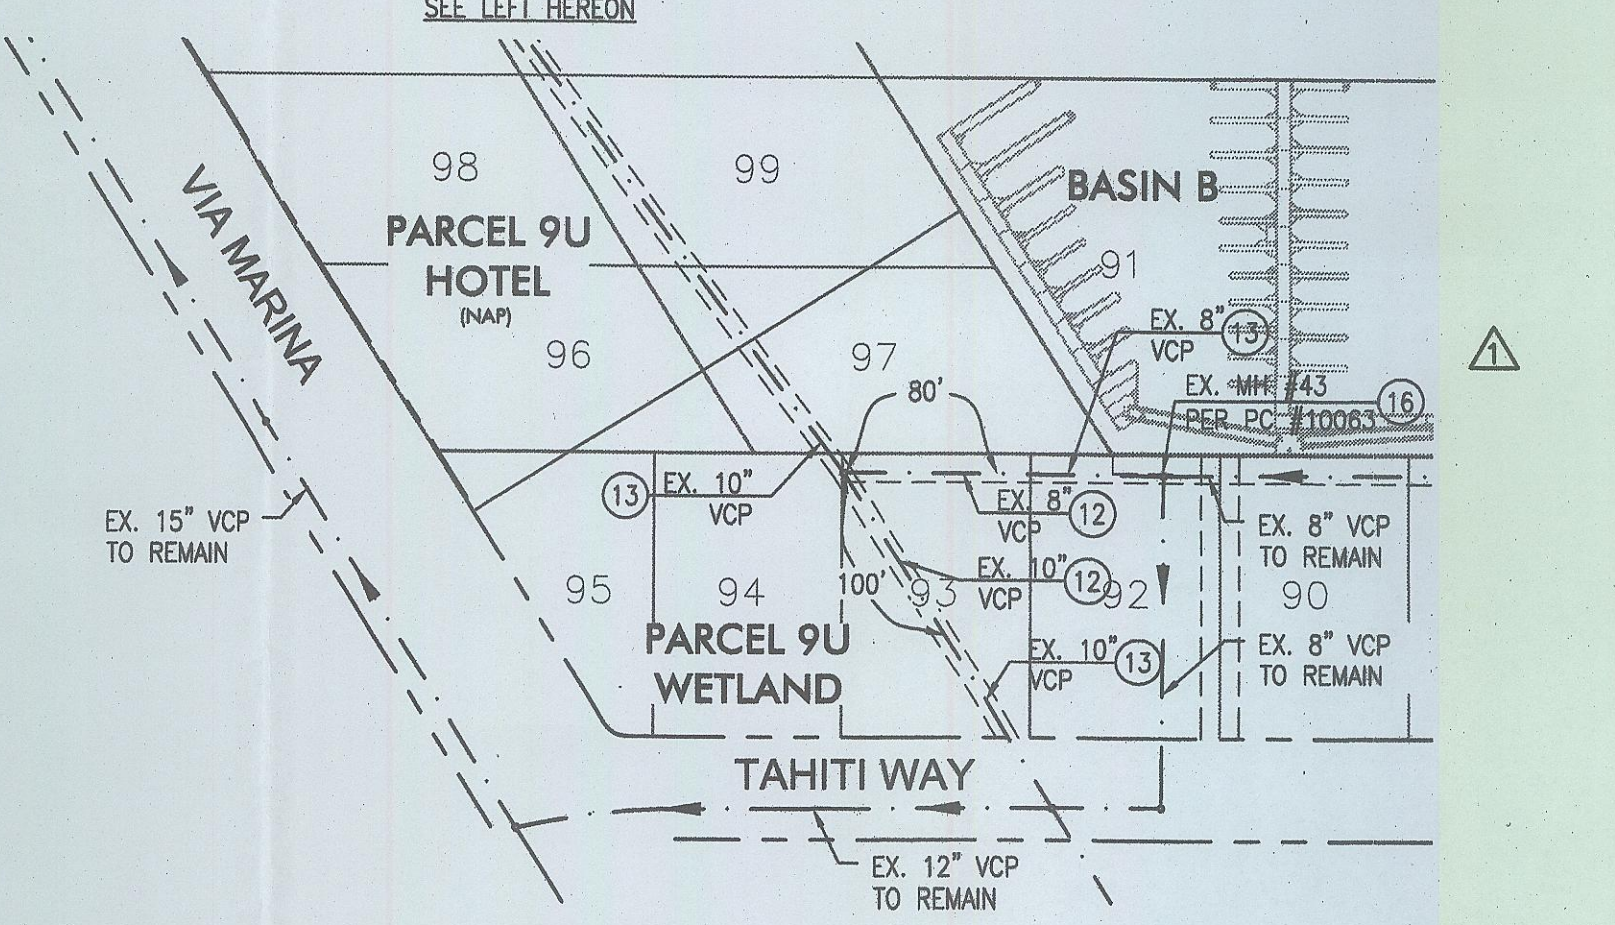 SEE LEFT HEREON
98
99
BASIN B
VIA MARINA
PARCEL 9U
HOTEL
(NAP)
91
EX. 8"
VCP
13
1
96
97
80'
EX. MH #43
PER PC #10063
16
13
EX. 10"
VCP
EX. 8"
VCP
12
EX. 15" VCP
TO REMAIN
EX. 8" VCP
TO REMAIN
95
94
100'
93
EX. 10"
VCP
12
92
90
PARCEL 9U
WETLAND
EX. 10"
VCP
13
EX. 8" VCP
TO REMAIN
TAHITI WAY
EX. 12" VCP
TO REMAIN